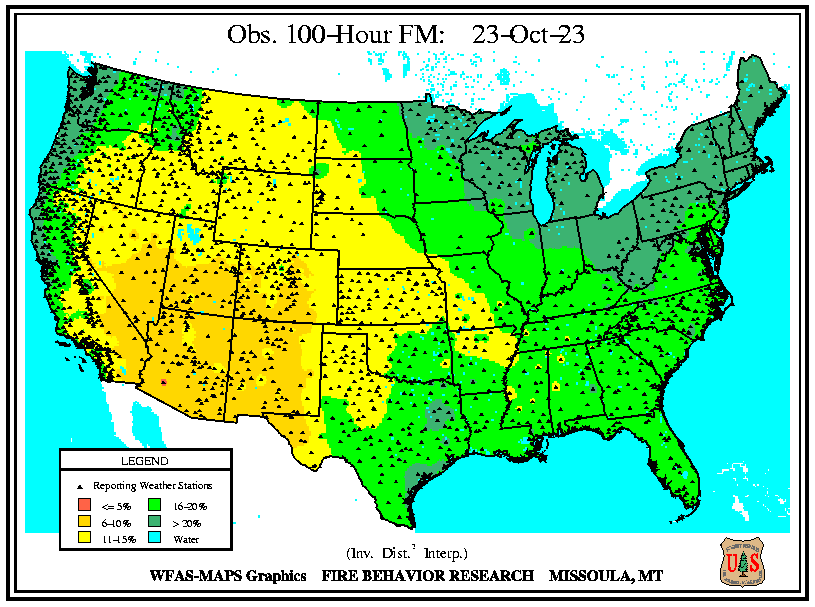 Obs. 100-Hour FM: 23-Oct-23
LEGEND
Reporting Weather Stations
<= 5%
16-20%
6-10%
> 20%
11-15%
Water
(Inv. Dist.² Interp.)
WFAS-MAPS Graphics FIRE BEHAVIOR RESEARCH MISSOULA, MT
U S